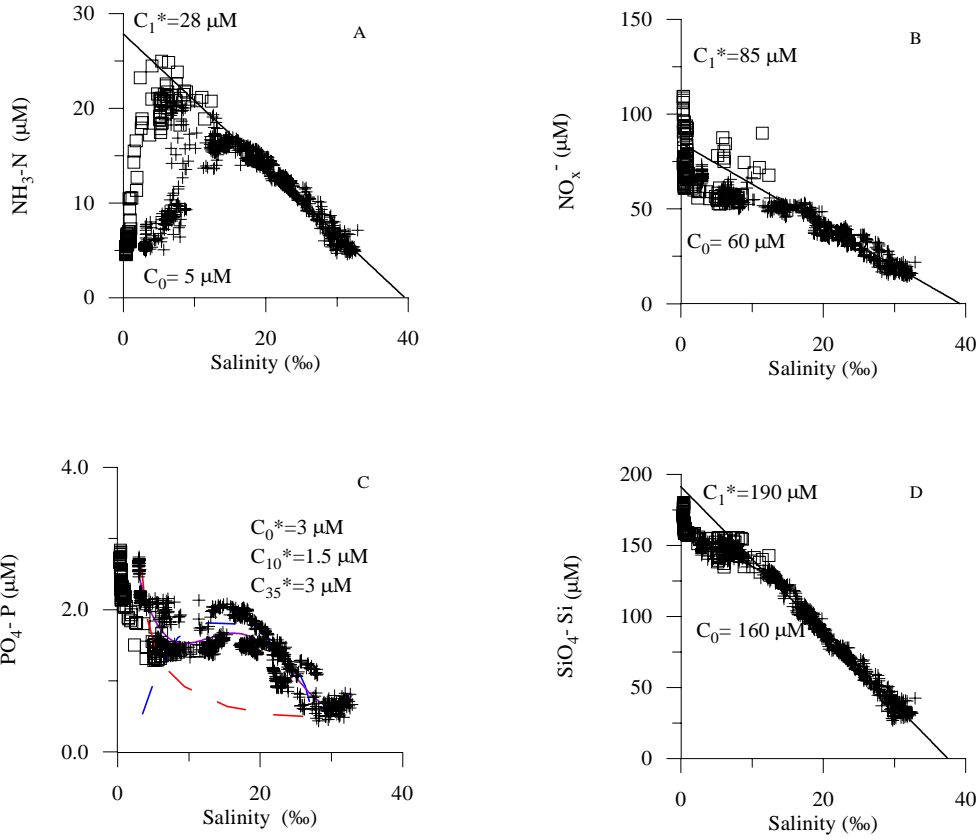 C1*=28 µM
A
30
20
10
0
NH3-N (µM)
C0= 5 µM
0
20
40
Salinity (‰)
B
150
C1*=85 µM
100
50
0
NOx- (µM)
C0= 60 µM
0
20
40
Salinity (‰)
4.0
C
C0*=3 µM
C10*=1.5 µM
C35*=3 µM
2.0
0.0
PO4- P (µM)
0
20
40
Salinity (‰)
200
C1*=190 µM
D
150
100
C0= 160 µM
50
0
SiO4- Si (µM)
0
20
40
Salinity (‰)